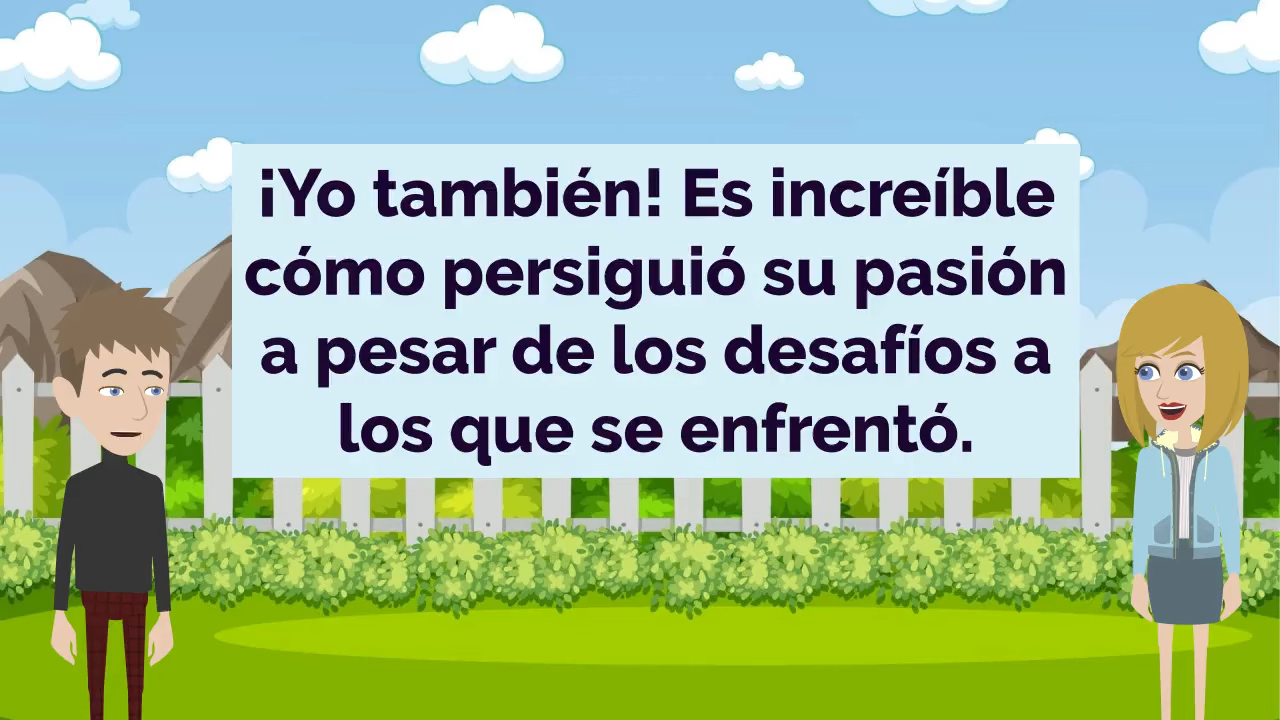 ¡Yo también! Es increíble
cómo persiguió su pasión
a pesar de los desafíos a
los que se enfrentó.